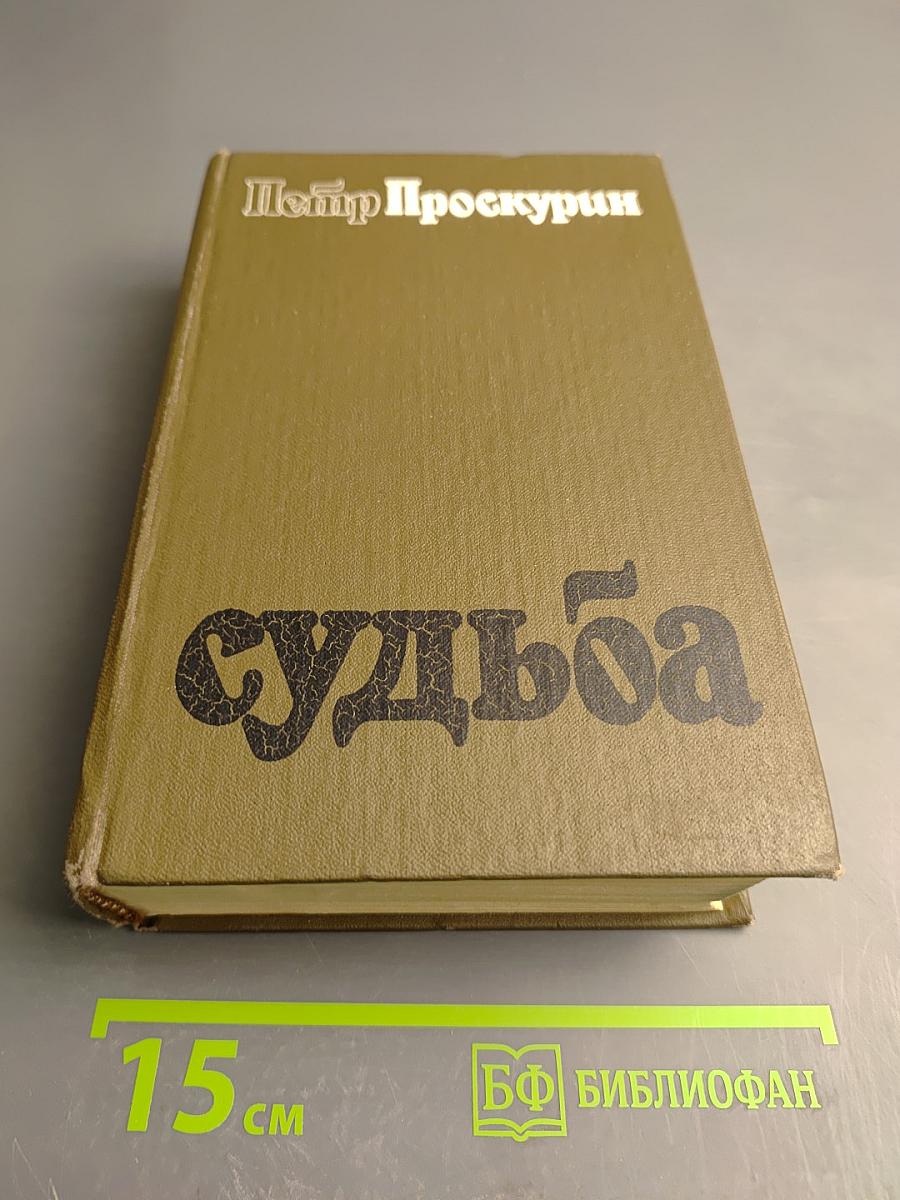 Петр Проскурин
судьба
15 см
БФ БИБЛИОФАН